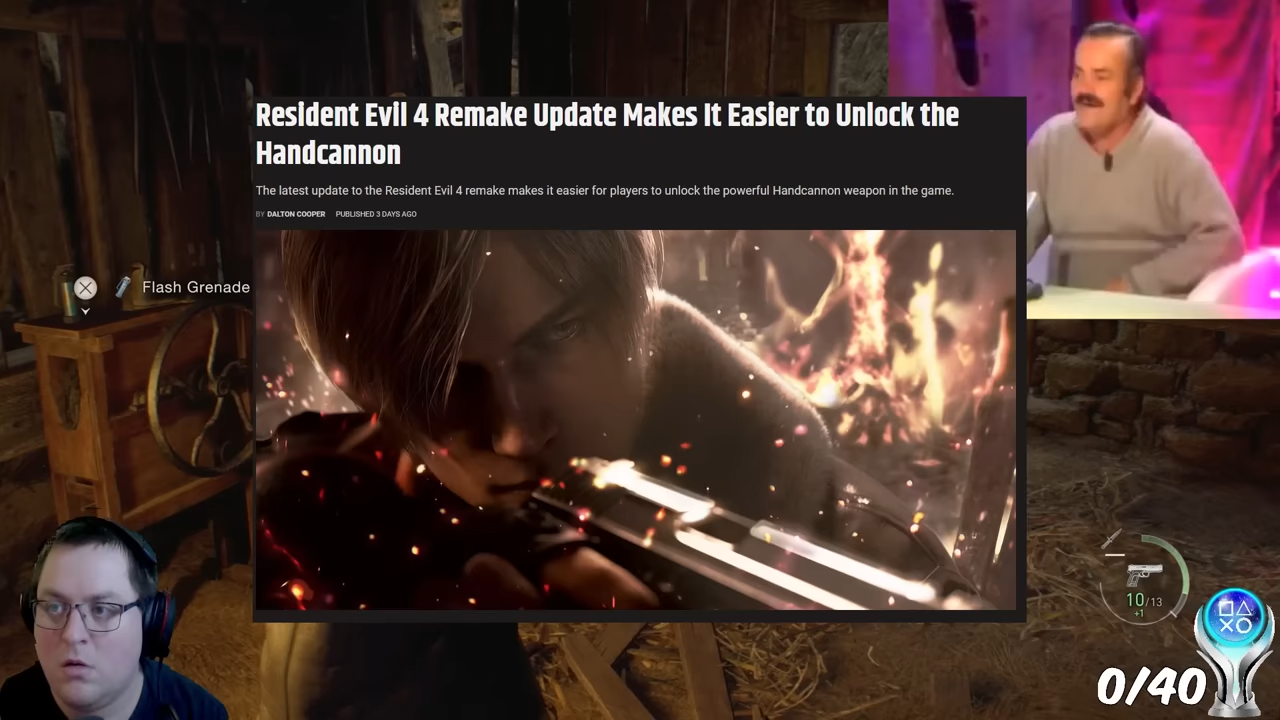 Resident Evil 4 Remake Update Makes It Easier to Unlock the
Handcannon
The latest update to the Resident Evil 4 remake makes it easier for players to unlock the powerful Handcannon weapon in the game.
BY DALTON COOPER PUBLISHED 3 DAYS AGO
Flash Grenade
10/13
+1
0/40